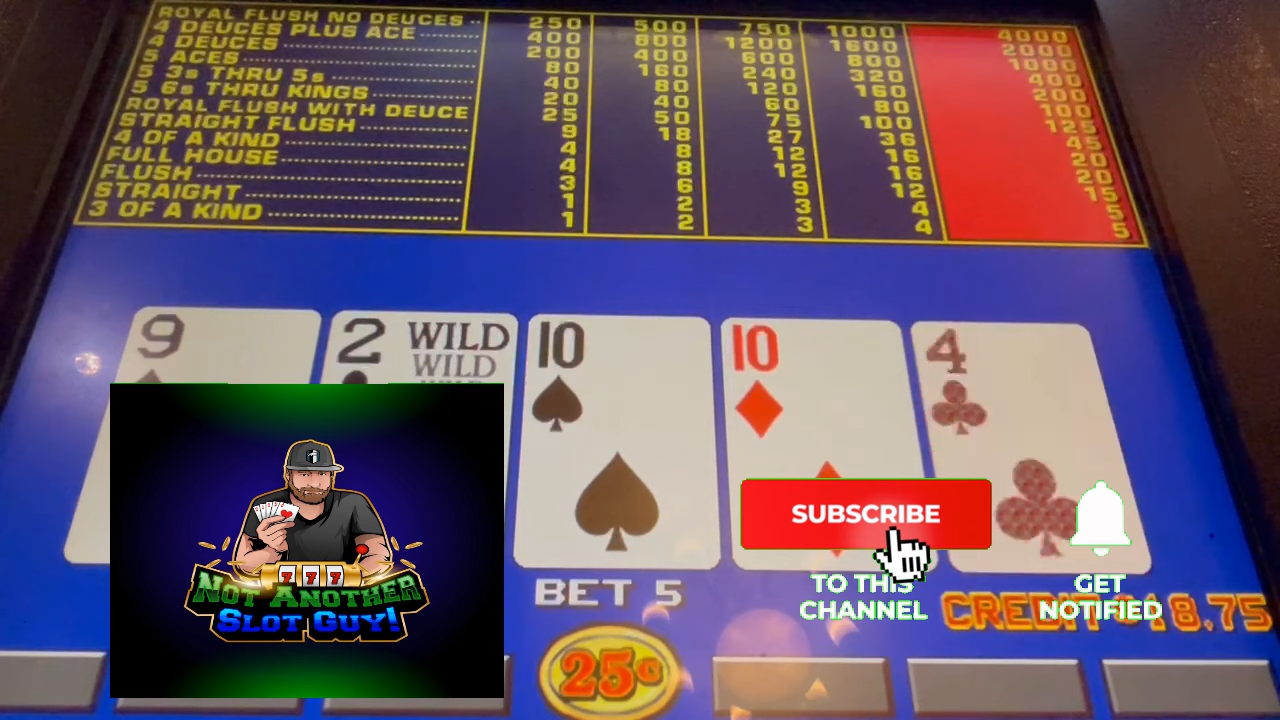 ROYAL FLUSH NO DEUCES .. 250 500 750 1000 4000
4 DEUCES PLUS ACE 400 800 1200 1600 2000
4 DEUCES 200 400 600 800 1000
5 ACES 80 160 240 320 400
5 3s THRU 5s 40 80 120 160 200
5 6s THRU KINGS 20 40 60 80 100
ROYAL FLUSH WITH DEUCE 25 50 75 100 125
STRAIGHT FLUSH 9 18 27 36 45
4 OF A KIND 4 8 12 16 20
FULL HOUSE 4 8 12 16 20
FLUSH 3 6 9 12 15
STRAIGHT 1 2 3 4 5
3 OF A KIND 1 2 3 4 5
9
2 WILD
WILD
10
10
4
777
NOT ANOTHER
SLOT GUY!
SUBSCRIBE
TO THIS
CHANNEL
GET
NOTIFIED
BET 5
25¢